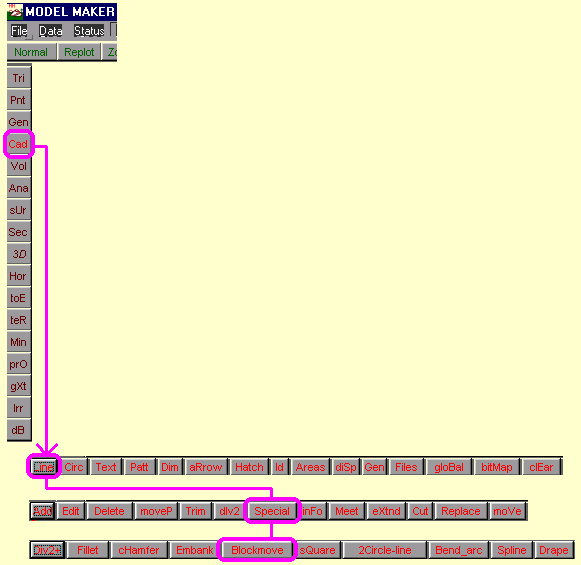 MODEL MAKER
File Data Status
Normal Replot
Tri
Pnt
Gen
Cad
Vol
Ana
sUr
Sec
3.D
Hor
toE
teR
Min
prO
gXt
Irr
dB
Line Circ Text Patt Dim aRrow Hatch Id Areas diSp Gen Files gloBal bitMap clEar
Edit Delete moveP Trim dIv2 Special inFo Meet eXtnd Cut Replace moVe
Div2+ Fillet cHamfer Embank Blockmove sQuare 2Circle-line Bend_arc Spline Drape